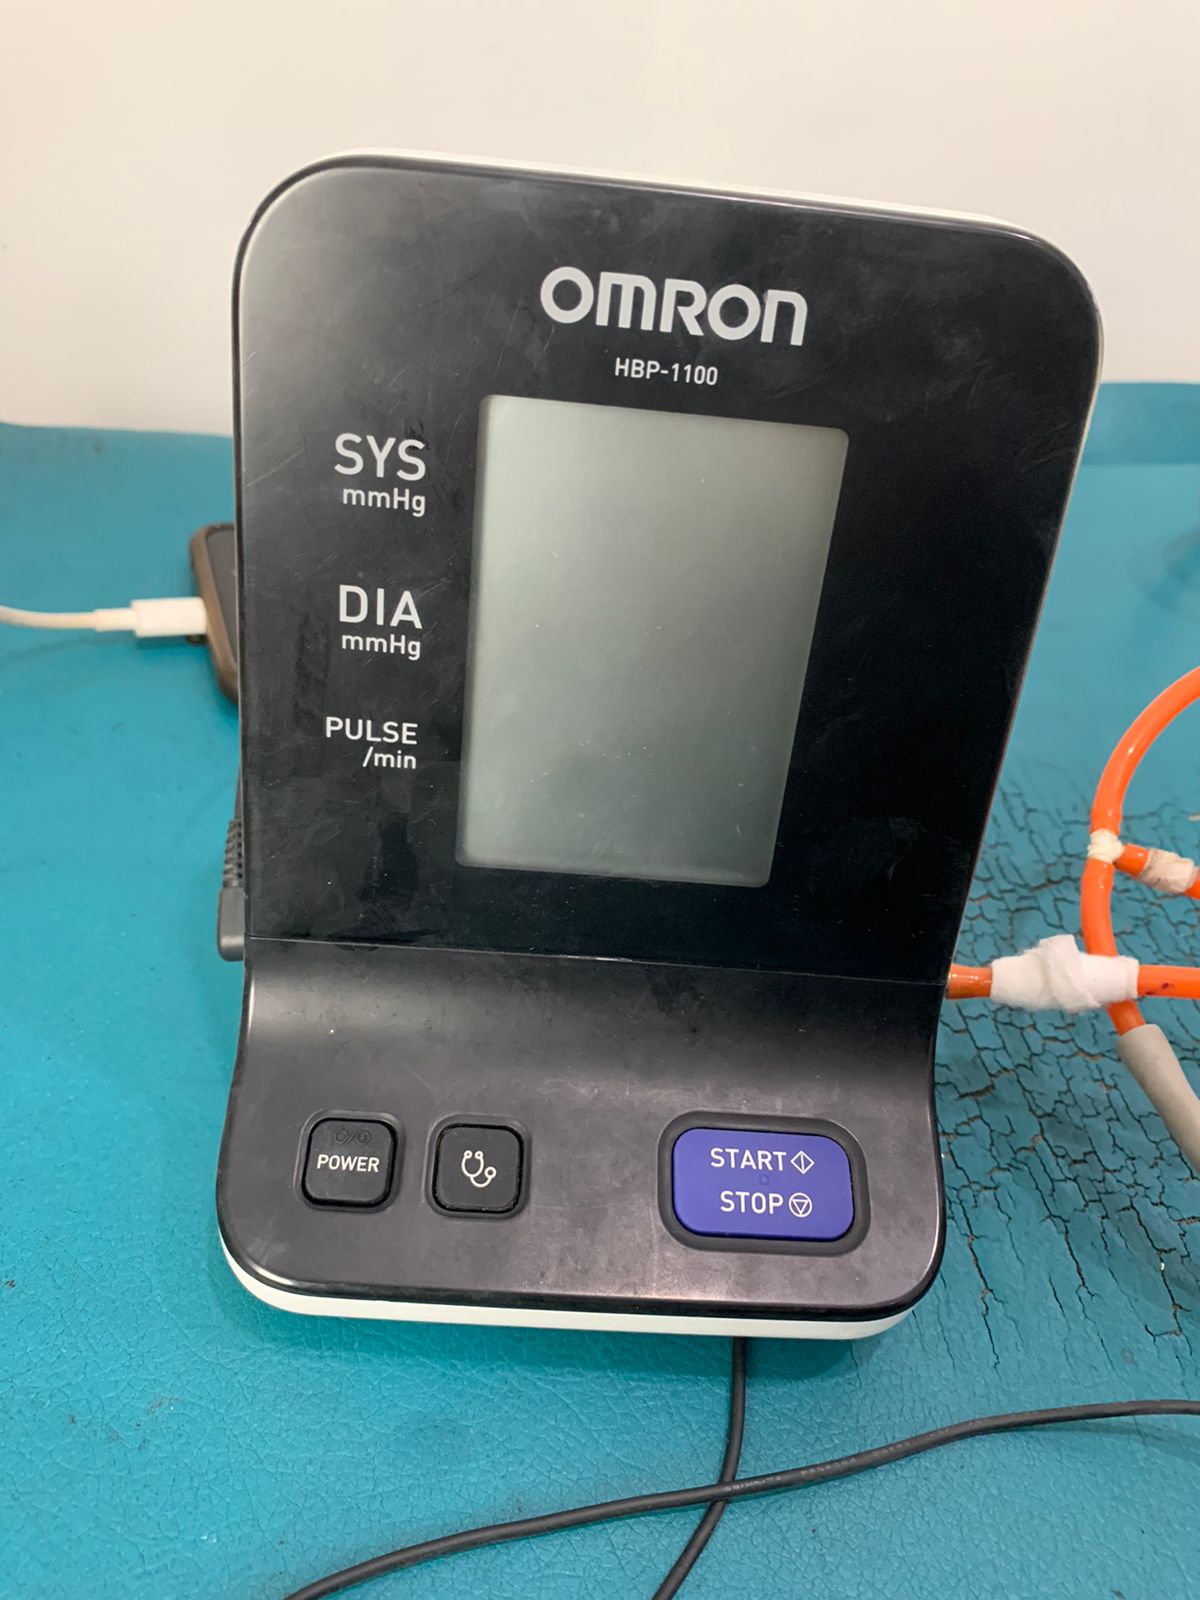 OMRON
HBP-1100
SYS
mmHg
DIA
mmHg
PULSE
/min
POWER
START
STOP